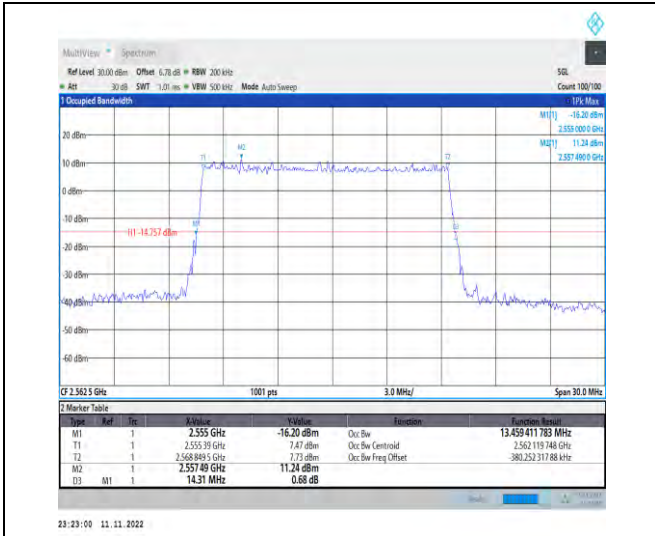 MultiView Spectrum
Ref Level 30.00 dBm Offset 6.78 dB RBW 200 kHz SGL
Att 30 dB SWT 1.01 ms VBW 500 kHz Mode Auto Sweep Count 100/100
1 Occupied Bandwidth 1Pk Max
M1[1] -16.20 dBm
2.555 000 0 GHz
M2[1] 11.24 dBm
2.557 490 0 GHz
20 dBm
M2
T1 T2
10 dBm
0 dBm
-10 dBm
M1
H1 -14.757 dBm
-20 dBm
-30 dBm
-40 dBm
-50 dBm
-60 dBm
CF 2.562 5 GHz 1001 pts 3.0 MHz/ Span 30.0 MHz
2 Marker Table
Type Ref Trc X-Value Y-Value Function Function Result
M1 1 2.555 GHz -16.20 dBm Occ Bw 13.459 411 783 MHz
T1 1 2.555 39 GHz 7.47 dBm Occ Bw Centroid 2.562 119 748 GHz
T2 1 2.568 849 5 GHz 7.73 dBm Occ Bw Freq Offset -380.252 317 88 kHz
M2 1 2.557 49 GHz 11.24 dBm
D3 M1 1 14.31 MHz 0.68 dB
23:23:00 11.11.2022